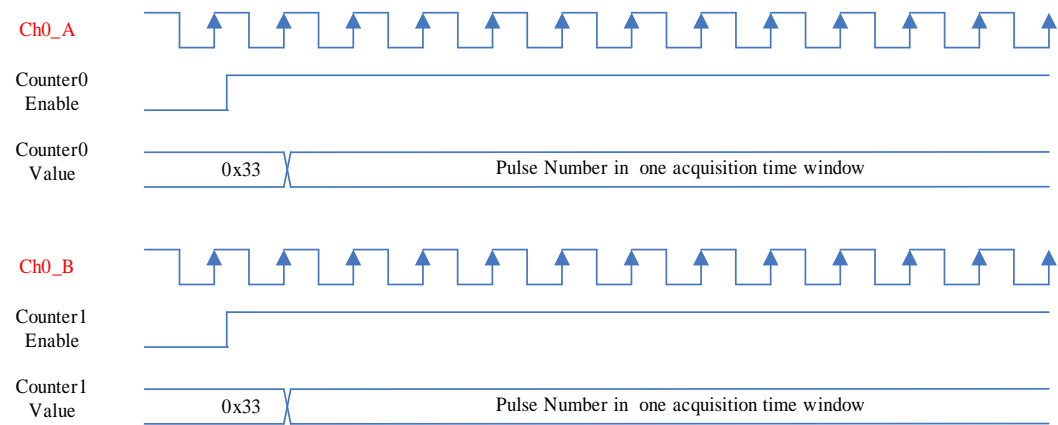 Ch0_A
Counter0
Enable
Counter0
Value
0x33
Pulse Number in one acquisition time window
Ch0_B
Counter1
Enable
Counter1
Value
0x33
Pulse Number in one acquisition time window